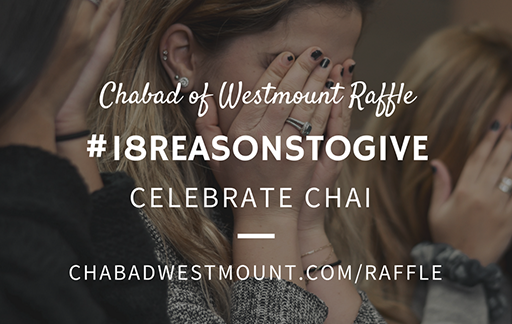 Chabad of Westmount Raffle
#18REASONSTOGIVE
CELEBRATE CHAI
CHABADWESTMOUNT.COM/RAFFLE